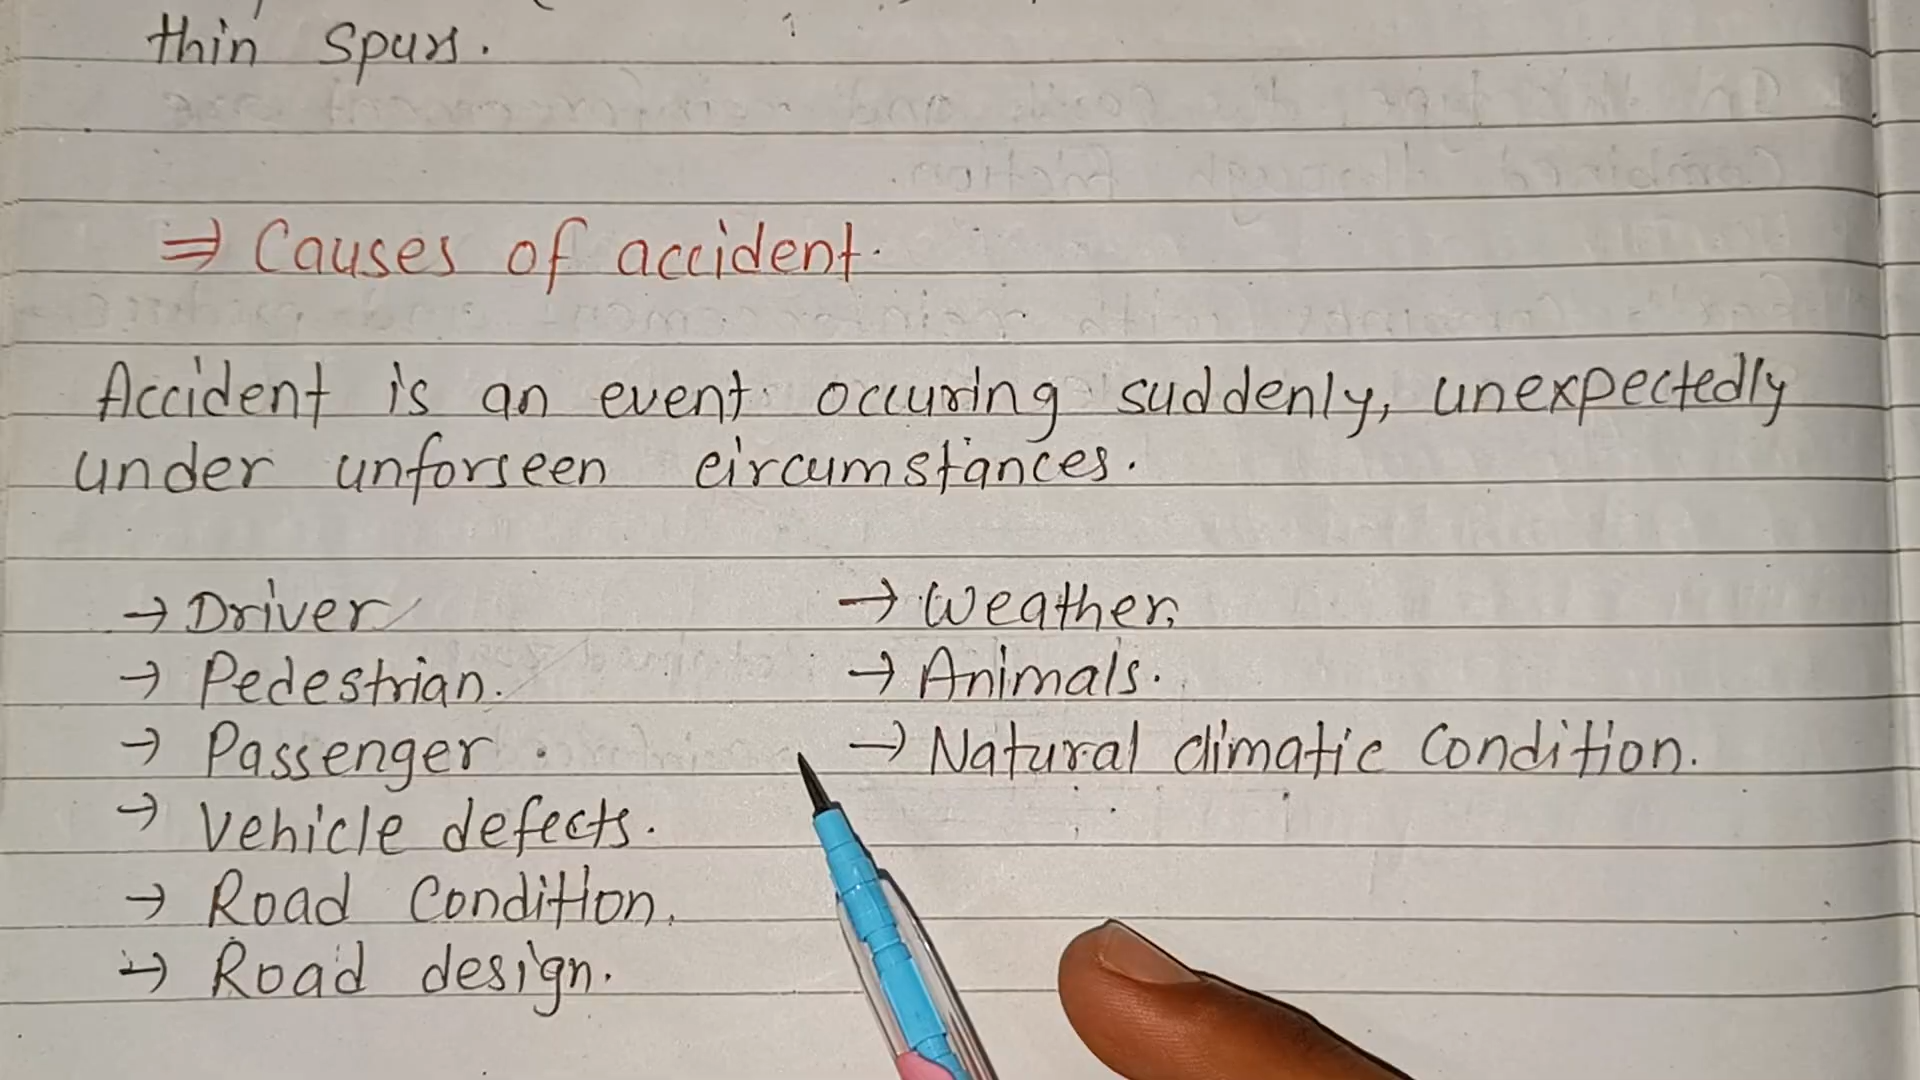 thin spurs.
⇒ Causes of accident.
Accident is an event occuring suddenly, unexpectedly
under unforseen circumstances.
→ Driver
→ Pedestrian.
→ Passenger.
→ Vehicle defects.
→ Road Condition.
→ Road design.
→ Weather,
→ Animals.
→ Natural climatic Condition.